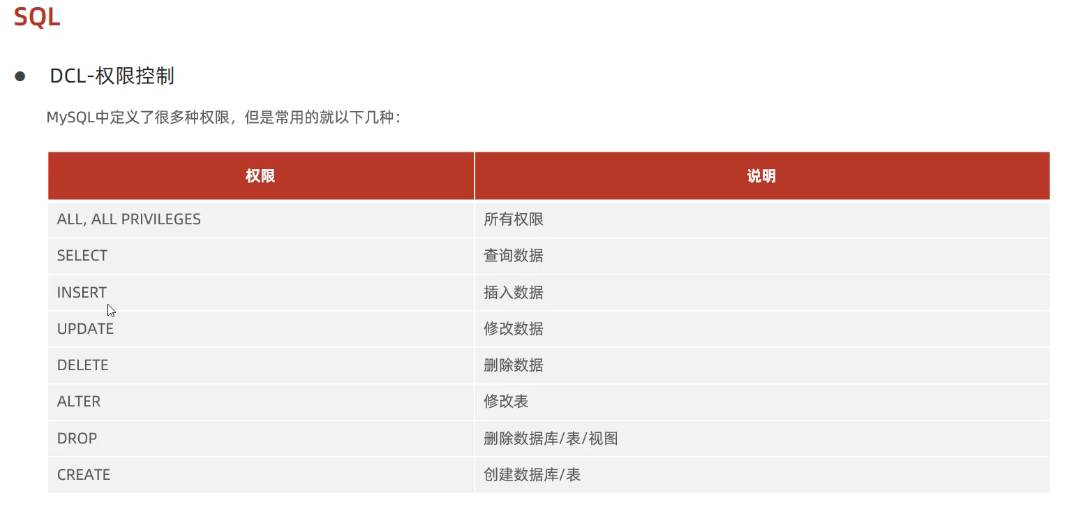 SQL
DCL-权限控制
MySQL中定义了很多种权限，但是常用的就以下几种：
权限 说明
ALL, ALL PRIVILEGES 所有权限
SELECT 查询数据
INSERT 插入数据
UPDATE 修改数据
DELETE 删除数据
ALTER 修改表
DROP 删除数据库/表/视图
CREATE 创建数据库/表